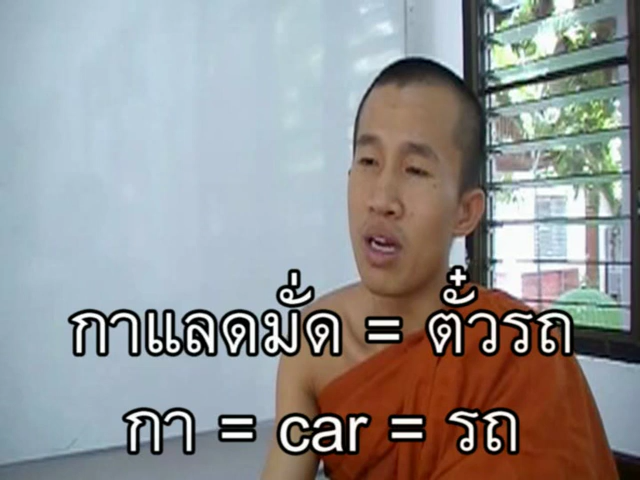 กาแลดมั่ด = ตั๋วรถ
กา = car = รถ